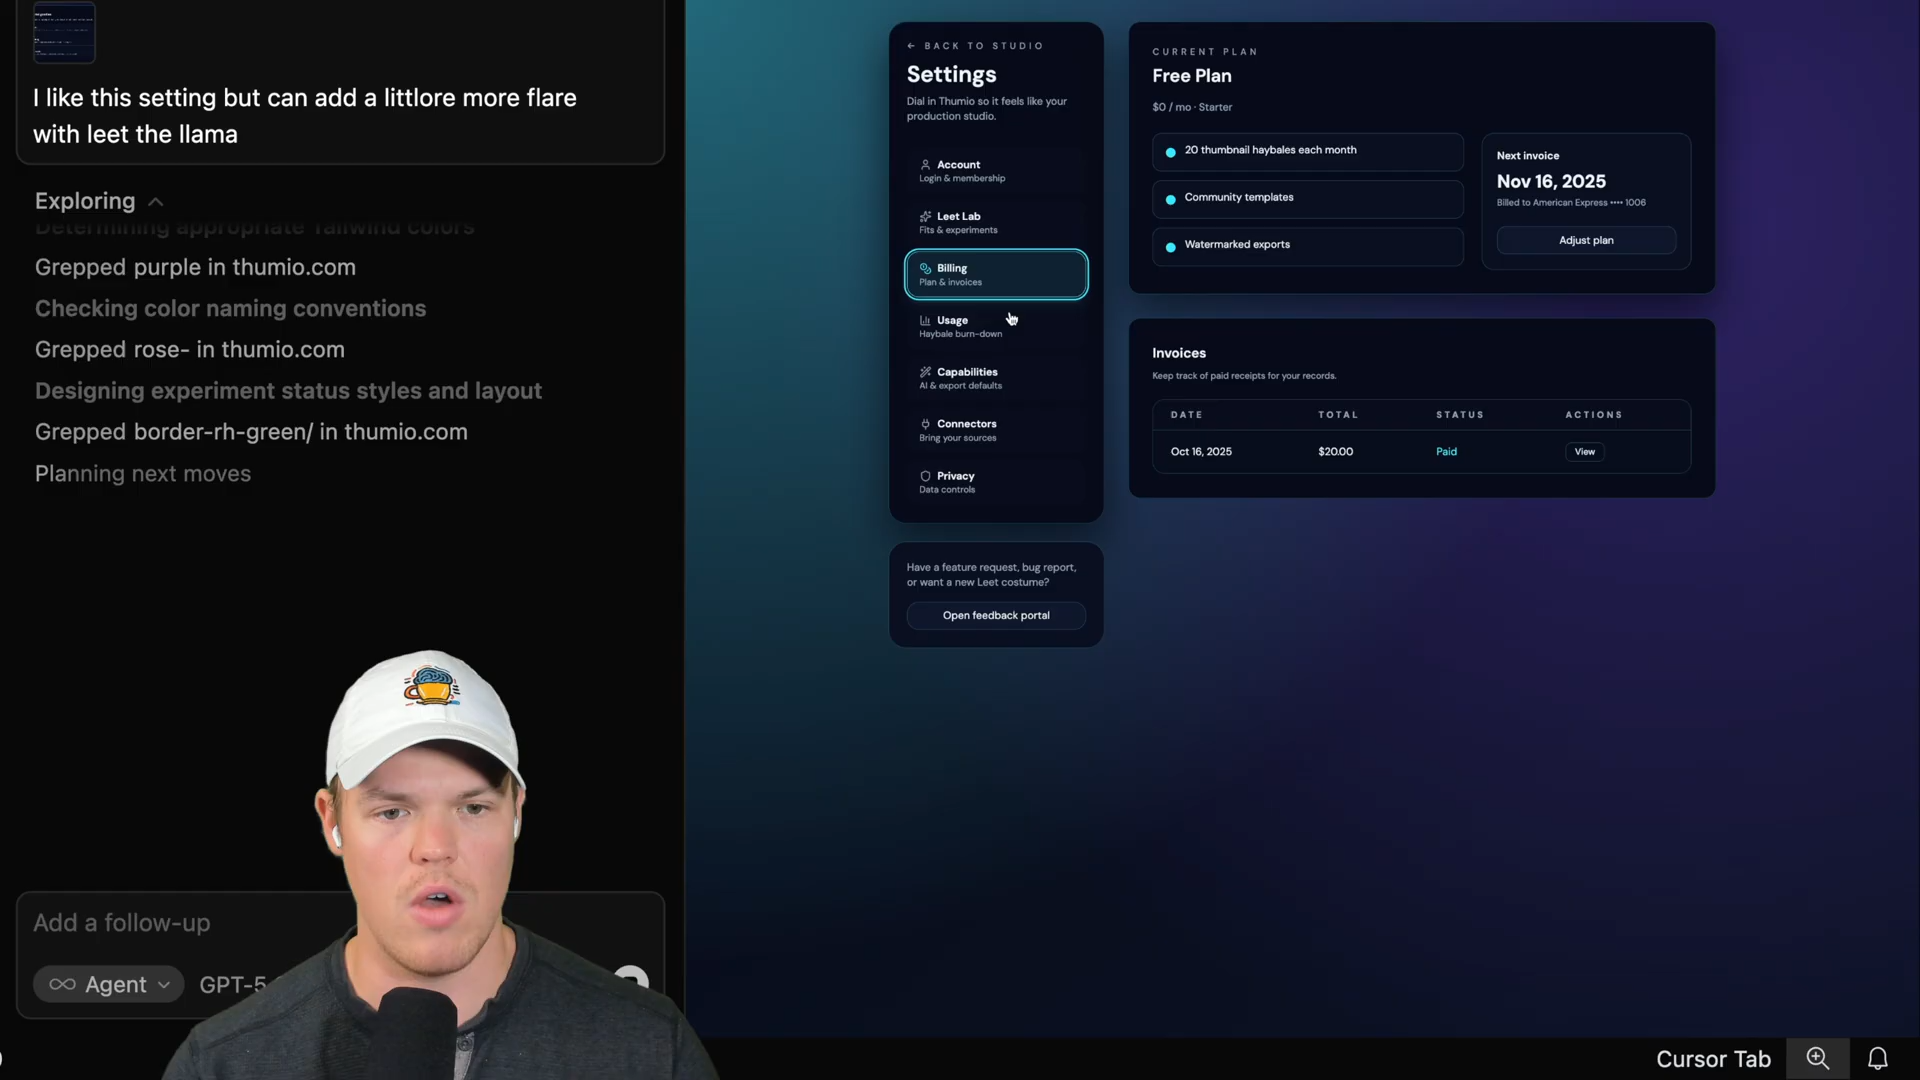 I like this setting but can add a littlore more flare
with leet the llama
Exploring
Determining appropriate Tailwind colors
Grepped purple in thumio.com
Checking color naming conventions
Grepped rose- in thumio.com
Designing experiment status styles and layout
Grepped border-rh-green/ in thumio.com
Planning next moves
Add a follow-up
Agent
GPT-5
← BACK TO STUDIO
Settings
Dial in Thumio so it feels like your
production studio.
Account
Login & membership
Leet Lab
Fits & experiments
Billing
Plan & invoices
Usage
Haybale burn-down
Capabilities
AI & export defaults
Connectors
Bring your sources
Privacy
Data controls
Have a feature request, bug report,
or want a new Leet costume?
Open feedback portal
CURRENT PLAN
Free Plan
$0 / mo · Starter
20 thumbnail haybales each month
Community templates
Watermarked exports
Next invoice
Nov 16, 2025
Billed to American Express •••• 1006
Adjust plan
Invoices
Keep track of paid receipts for your records.
DATE TOTAL STATUS ACTIONS
Oct 16, 2025 $20.00 Paid View
Cursor Tab